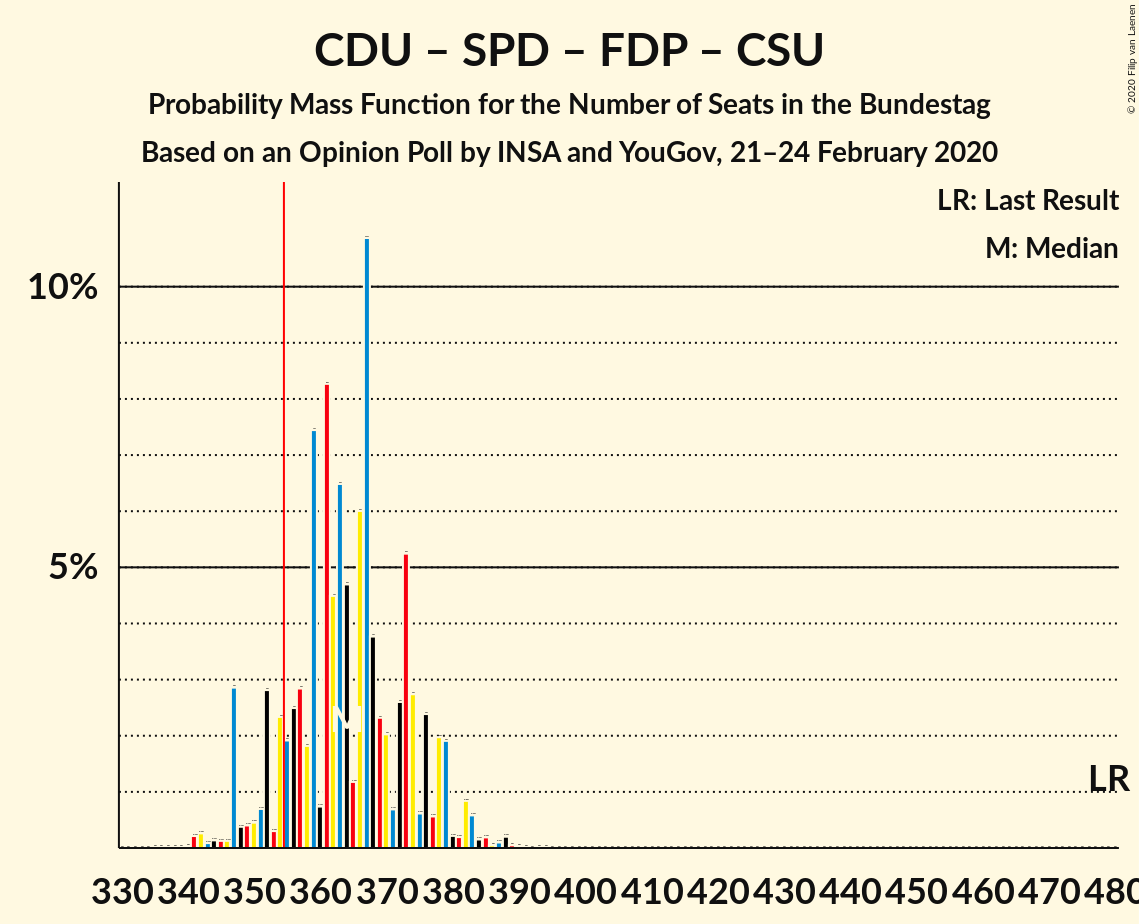 CDU – SPD – FDP – CSU
Probability Mass Function for the Number of Seats in the Bundestag
Based on an Opinion Poll by INSA and YouGov, 21–24 February 2020
© 2020 Filip van Laenen
LR: Last Result
M: Median
10%
5%
M
LR
330 340 350 360 370 380 390 400 410 420 430 440 450 460 470 480